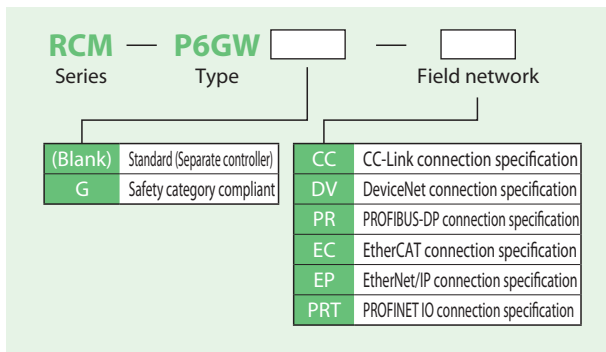 RCM — P6GW —
Series Type Field network
(Blank) Standard (Separate controller)
G Safety category compliant
CC CC-Link connection specification
DV DeviceNet connection specification
PR PROFIBUS-DP connection specification
EC EtherCAT connection specification
EP EtherNet/IP connection specification
PRT PROFINET IO connection specification